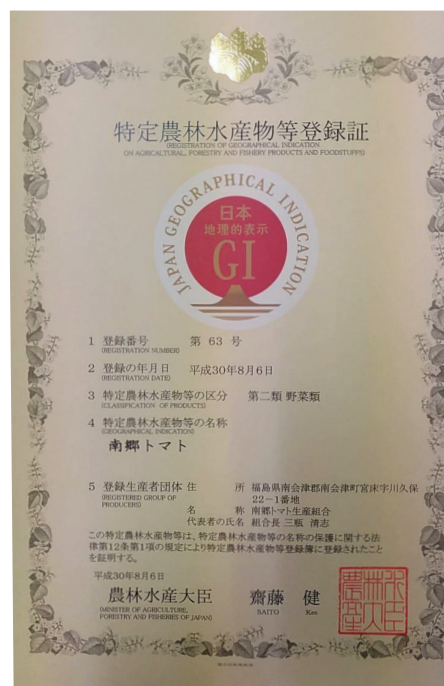 特定農林水産物等登録証
(REGISTRATION OF GEOGRAPHICAL INDICATION
ON AGRICALTURAL, FORESTRY AND FISHERY PRODUCTS AND FOODSTUFFS)
JAPAN GEOGRAPHICAL INDICATION
日本
地理的表示
GI
1 登録番号 第 63 号
(REGISTRATION NUMBER)
2 登録の年月日 平成30年8月6日
(REGISTRATION DATE)
3 特定農林水産物等の区分 第二類 野菜類
(CLASSIFICATION OF PRODUCTS)
4 特定農林水産物等の名称
(GEOGRAPHICAL INDICATION)
南郷トマト
5 登録生産者団体 住 所 福島県南会津郡南会津町宮床字川久保
(REGISTERED GROUP OF PRODUCERS) 22-1番地
名 称 南郷トマト生産組合
代表者の氏名 組合長 三瓶 清志
この特定農林水産物等は、特定農林水産物等の名称の保護に関する法
律第12条第1項の規定により特定農林水産物等登録簿に登録されたこと
を証明する。
平成30年8月6日
農林水産大臣 齋藤 健
(MINISTER OF AGRICULTURE, SAITO Ken
FORESTRY AND FISHERIES OF JAPAN)
農林水産大臣